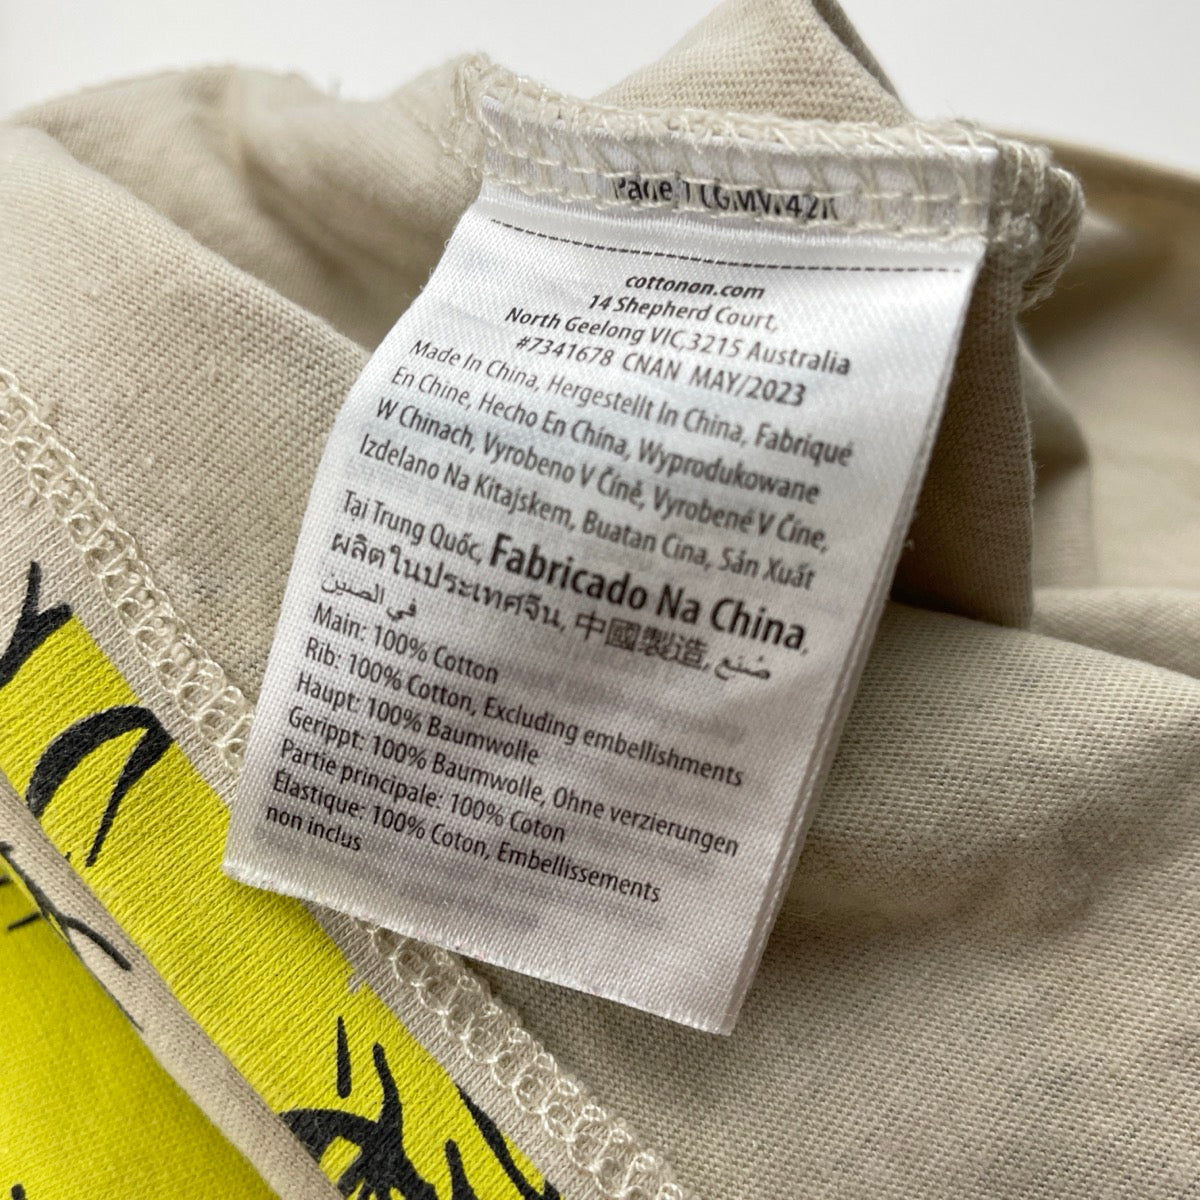 cottonon.com
14 Shepherd Court,
North Geelong VIC,3215 Australia
#7341678 CNAN MAY/2023
Made In China, Hergestellt In China, Fabriqué
En Chine, Hecho En China, Wyprodukowane
W Chinach, Vyrobeno V Číně, Vyrobené V Číne,
Izdelano Na Kitajskem, Buatan Cina, Sản Xuất
Tại Trung Quốc, Fabricado Na China,
ผลิตในประเทศจีน, 中國製造, صُنع
في الصين
Main: 100% Cotton
Rib: 100% Cotton, Excluding embellishments
Haupt: 100% Baumwolle
Gerippt: 100% Baumwolle, Ohne verzierungen
Partie principale: 100% Coton
Élastique: 100% Coton, Embellissements
non inclus